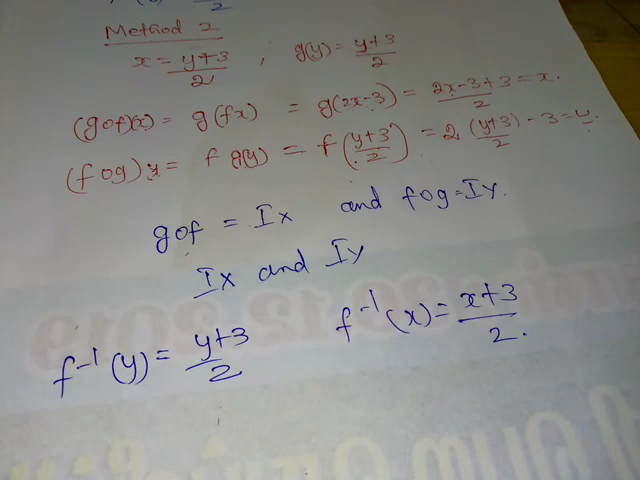 Method 2
x = y+3/2 , g(y) = y+3/2
(gof)(x) = g(fx) = g(2x-3) = 2x-3+3/2 = x.
(fog)y = f g(y) = f(y+3/2) = 2(y+3)/2 - 3 = y.
gof = Ix and fog = Iy.
Ix and Iy
f⁻¹(y) = y+3/2 f⁻¹(x) = x+3/2.